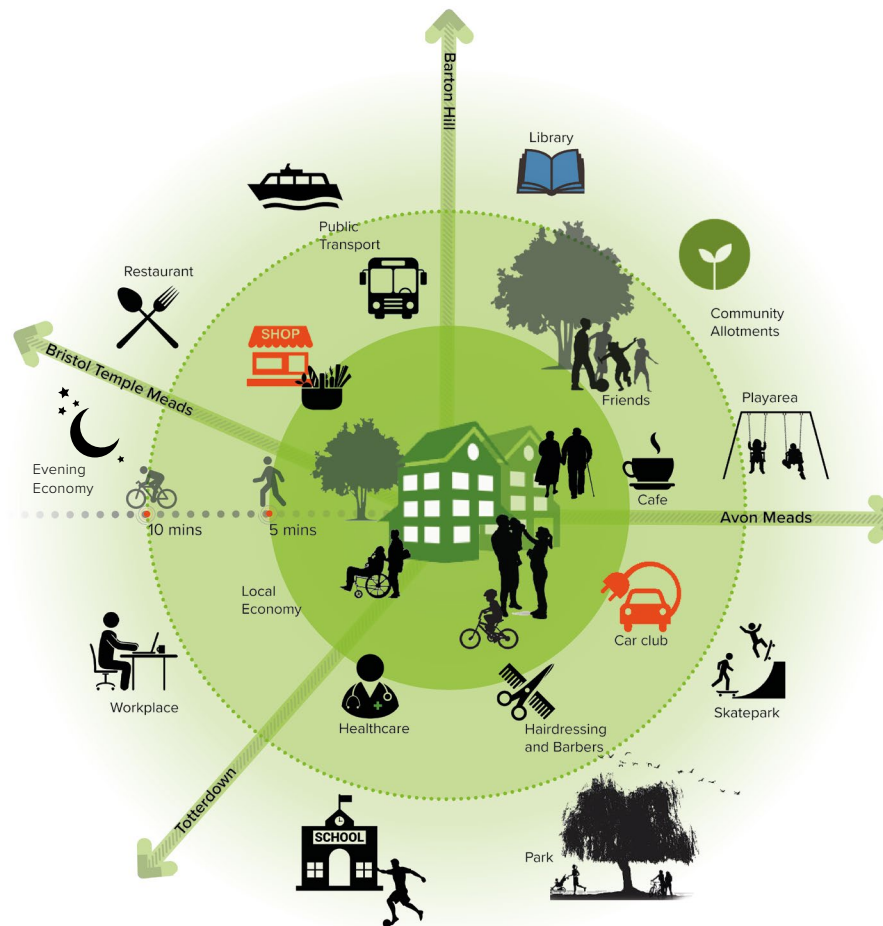 Barton Hill
Library
Public
Transport
Restaurant
Community
Allotments
SHOP
Bristol Temple Meads
Friends
Playarea
Evening
Economy
Cafe
10 mins
5 mins
Avon Meads
Local
Economy
Car club
Workplace
Healthcare
Hairdressing
and Barbers
Skatepark
Totterdown
SCHOOL
Park